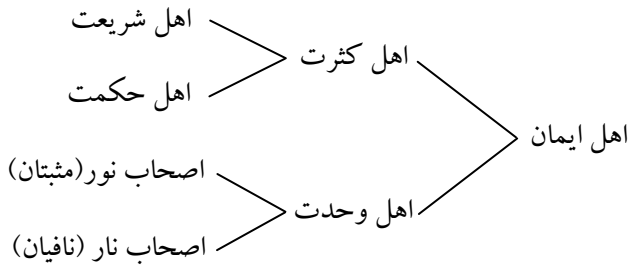 اهل شریعت
اهل کثرت
اهل حکمت
اهل ایمان
اصحاب نور(مثبتان)
اهل وحدت
اصحاب نار (نافیان)